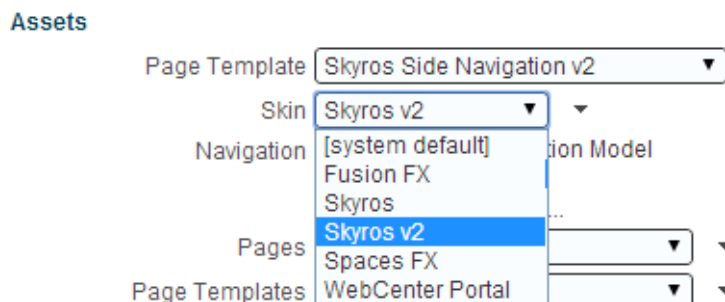 Assets
Page Template Skyros Side Navigation v2
Skin Skyros v2
Navigation [system default] tion Model
Fusion FX
Skyros ...
Skyros v2
Pages
Spaces FX
Page Templates WebCenter Portal